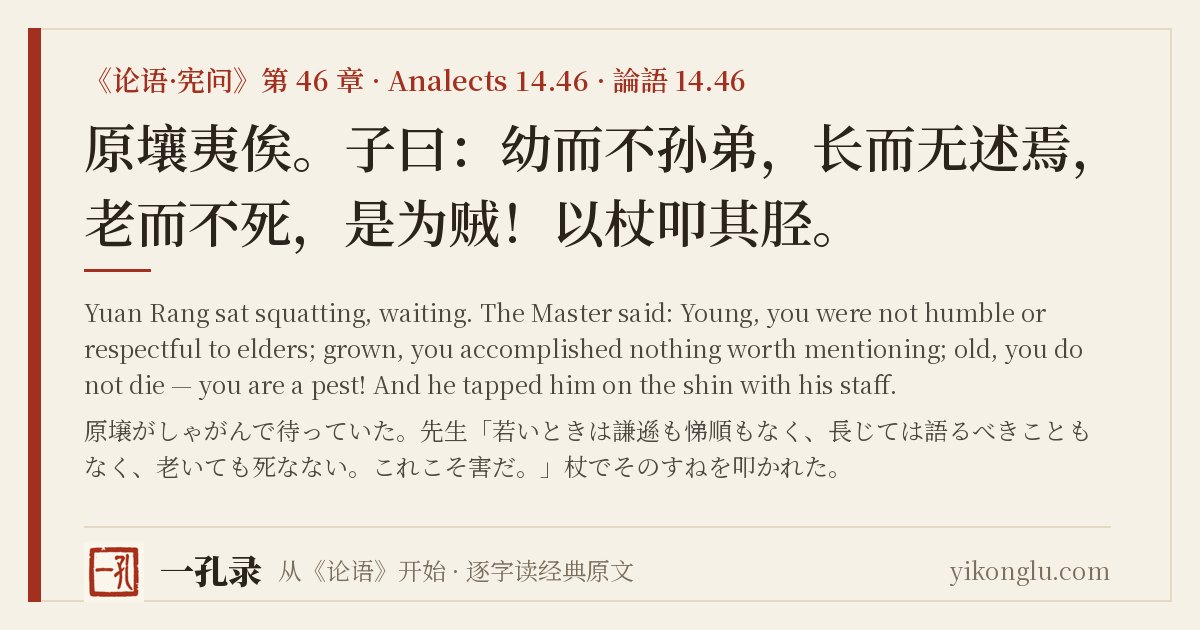 《论语·宪问》第 46 章 · Analects 14.46 · 論語 14.46
原壤夷俟。子曰：幼而不孙弟，长而无述焉，
老而不死，是为贼！以杖叩其胫。
Yuan Rang sat squatting, waiting. The Master said: Young, you were not humble or
respectful to elders; grown, you accomplished nothing worth mentioning; old, you do
not die — you are a pest! And he tapped him on the shin with his staff.
原壌がしゃがんで待っていた。先生「若いときは謙遜も悌順もなく、長じては語るべきことも
なく、老いても死なない。これこそ害だ。」杖でそのすねを叩かれた。
一孔
一孔录 从《论语》开始 · 逐字读经典原文 yikonglu.com